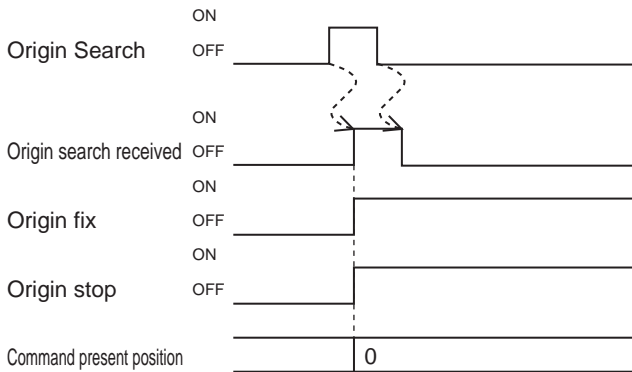 ON
Origin Search OFF
ON
Origin search received OFF
ON
Origin fix OFF
ON
Origin stop OFF
Command present position 0